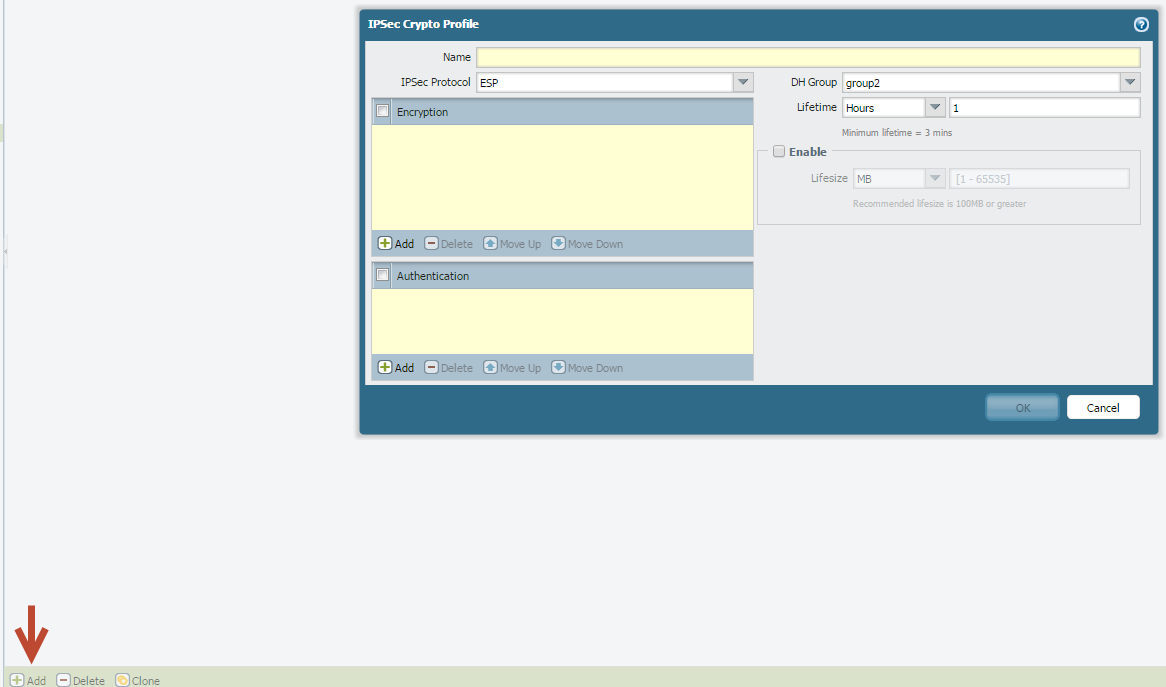 IPSec Crypto Profile
Name
IPSec Protocol ESP
DH Group group2
Encryption
Lifetime Hours 1
Minimum lifetime = 3 mins
Enable
Lifesize MB [1 - 65535]
Recommended lifesize is 100MB or greater
Add Delete Move Up Move Down
Authentication
Add Delete Move Up Move Down
OK Cancel
Add Delete Clone